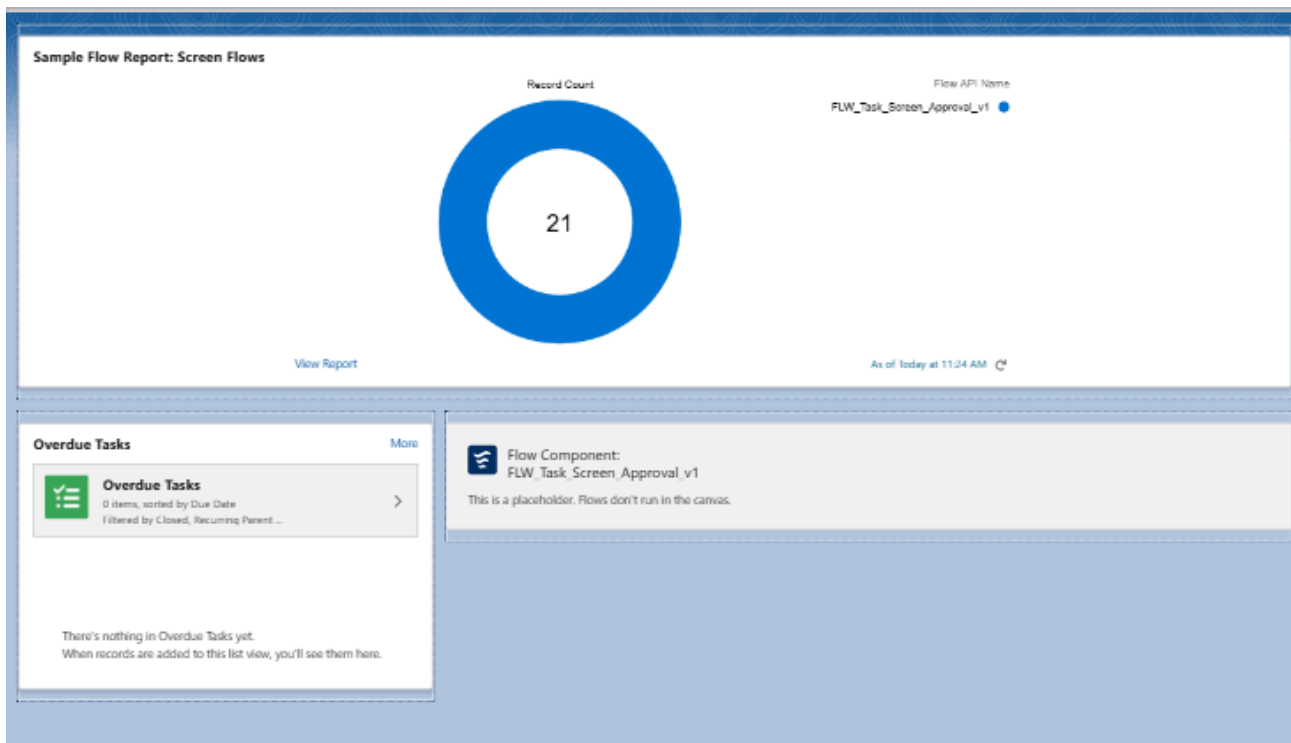 Sample Flow Report: Screen Flows
Record Count
Flow API Name
FLW_Task_Screen_Approval_v1
21
View Report
As of Today at 11:24 AM
Overdue Tasks
More
Overdue Tasks
0 items, sorted by Due Date
Filtered by Closed, Recurring Parent ...
There's nothing in Overdue Tasks yet.
When records are added to this list view, you'll see them here.
Flow Component:
FLW_Task_Screen_Approval_v1
This is a placeholder. Flows don't run in the canvas.